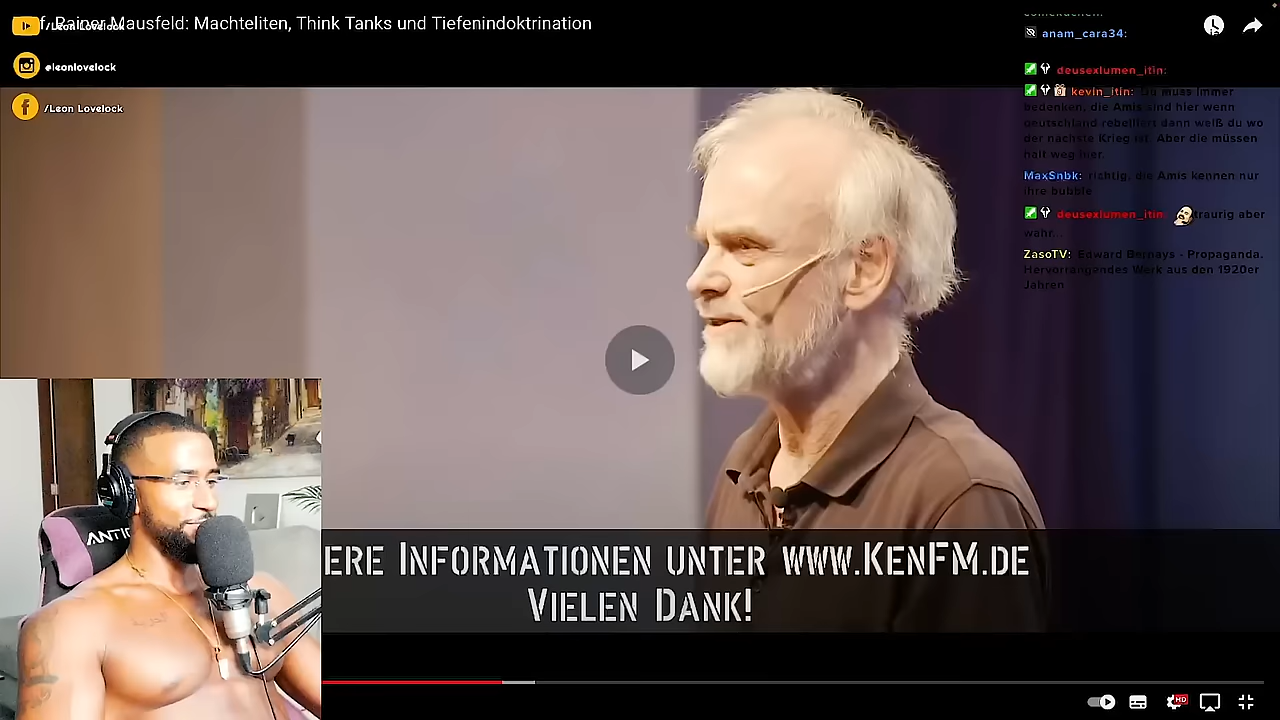 f. Rainer Mausfeld: Machteliten, Think Tanks und Tiefenindoktrination
/Leon Lovelock
@leonlovelock
/Leon Lovelock
anam_cara34:
deusexlumen_itin:
kevin_itin: Du muss immer
bedenken, die Amis sind hier wenn
deutschland rebelliert dann weiß du wo
der nächste Krieg ist. Aber die müssen
halt weg hier.
MaxSnbk: richtig, die Amis kennen nur
ihre bubble
deusexlumen_itin: traurig aber
wahr...
ZasoTV: Edward Bernays - Propaganda.
Hervorrangendes Werk aus den 1920er
Jahren
ANTI
ERE INFORMATIONEN UNTER WWW.KENFM.DE
VIELEN DANK!
HD